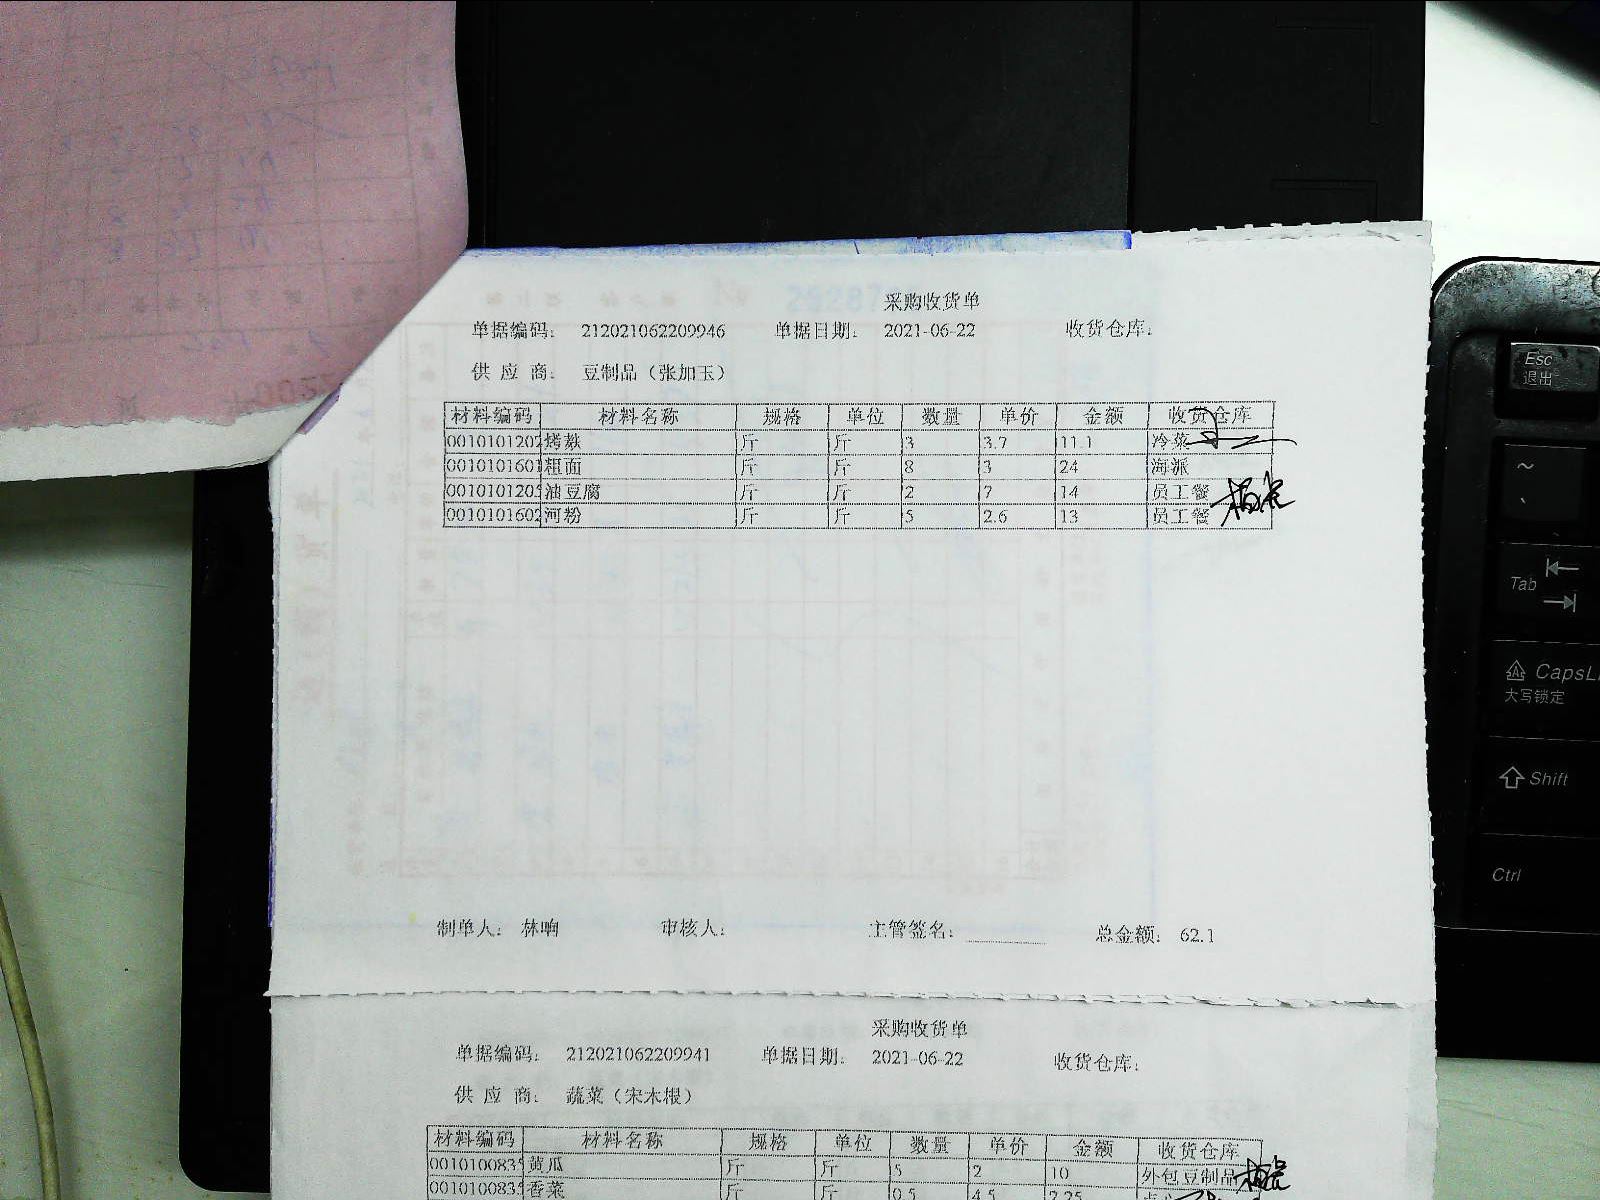 采购收货单
单据编码： 212021062209946 单据日期： 2021-06-22 收货仓库：
供 应 商： 豆制品（张加玉）
材料编码 材料名称 规格 单位 数量 单价 金额 收货仓库
0010101202 烤麸 斤 斤 3 3.7 11.1 冷菜
0010101601 粗面 斤 斤 8 3 24 海派
0010101205 油豆腐 斤 斤 2 7 14 员工餐
0010101602 河粉 斤 斤 5 2.6 13 员工餐
制单人： 林响 审核人： 主管签名： 总金额： 62.1
采购收货单
单据编码： 212021062209941 单据日期： 2021-06-22 收货仓库：
供 应 商： 蔬菜（宋木根）
材料编码 材料名称 规格 单位 数量 单价 金额 收货仓库
0010100835 黄瓜 斤 斤 5 2 10 外包豆制品
0010100835 香菜 斤 斤 0.5 4.5 2.25
Esc
退出
~
Tab
CapsL
大写锁定
Shift
Ctrl